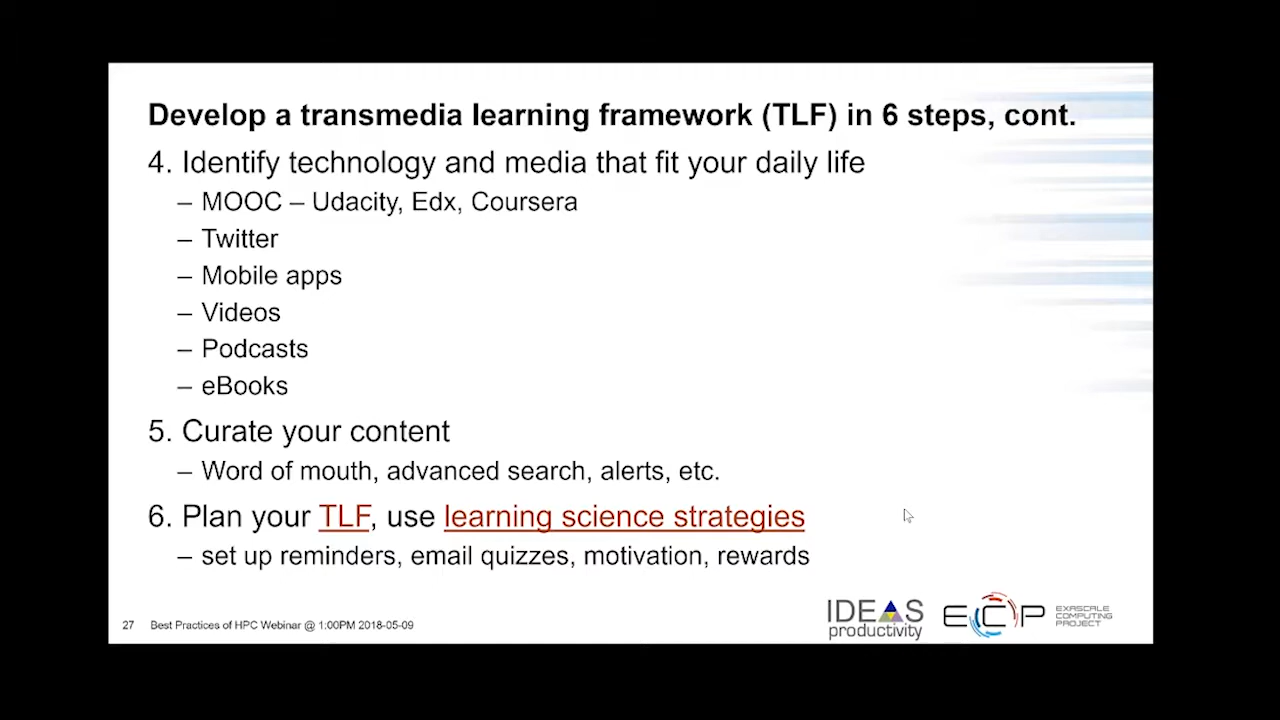 Develop a transmedia learning framework (TLF) in 6 steps, cont.
4. Identify technology and media that fit your daily life
– MOOC – Udacity, Edx, Coursera
– Twitter
– Mobile apps
– Videos
– Podcasts
– eBooks
5. Curate your content
– Word of mouth, advanced search, alerts, etc.
6. Plan your TLF, use learning science strategies
– set up reminders, email quizzes, motivation, rewards
27 Best Practices of HPC Webinar @ 1:00PM 2018-05-09
IDEAS
productivity
ECP
EXASCALE
COMPUTING
PROJECT